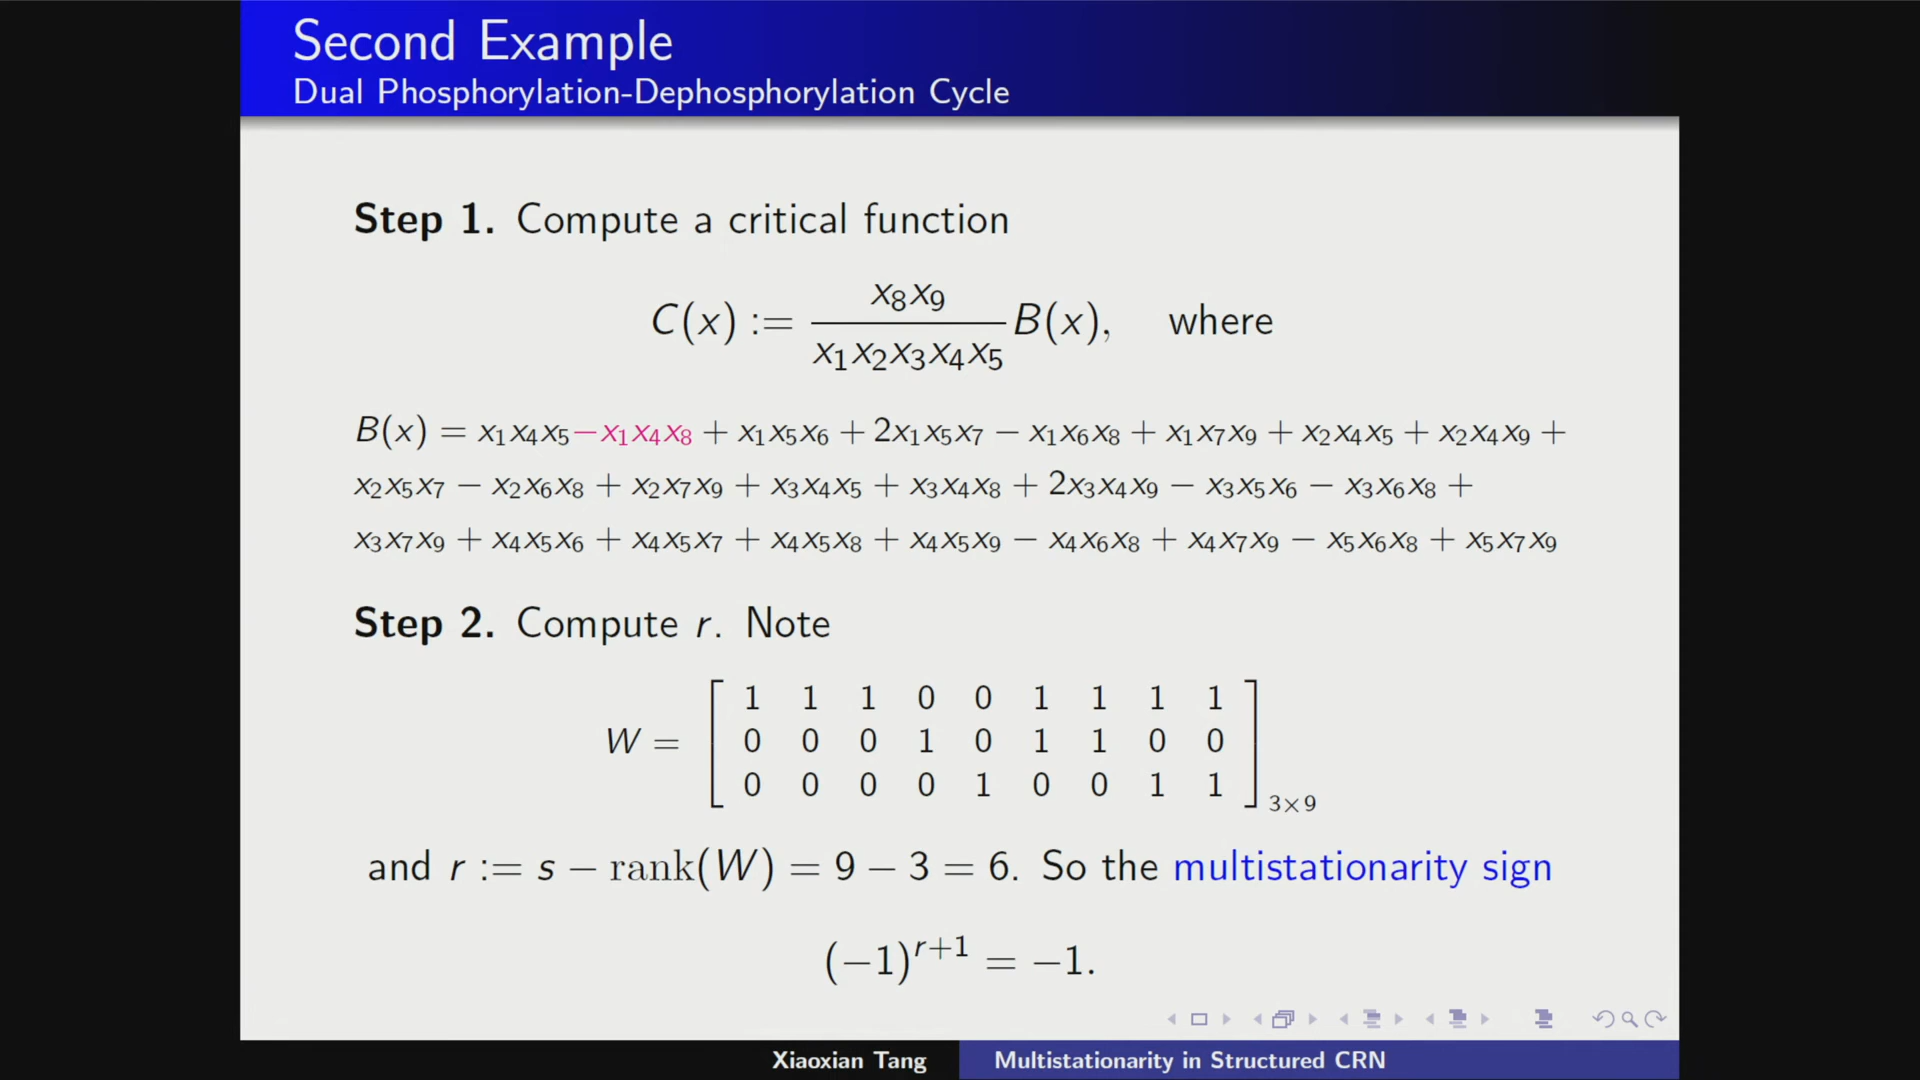 Second Example
Dual Phosphorylation-Dephosphorylation Cycle
Step 1. Compute a critical function
C(x) := x₈x₉ / x₁x₂x₃x₄x₅ B(x), where
B(x) = x₁x₄x₅−x₁x₄x₈ + x₁x₅x₆ + 2x₁x₅x₇ − x₁x₆x₈ + x₁x₇x₉ + x₂x₄x₅ + x₂x₄x₉ +
x₂x₅x₇ − x₂x₆x₈ + x₂x₇x₉ + x₃x₄x₅ + x₃x₄x₈ + 2x₃x₄x₉ − x₃x₅x₆ − x₃x₆x₈ +
x₃x₇x₉ + x₄x₅x₆ + x₄x₅x₇ + x₄x₅x₈ + x₄x₅x₉ − x₄x₆x₈ + x₄x₇x₉ − x₅x₆x₈ + x₅x₇x₉
Step 2. Compute r. Note
1 1 1 0 0 1 1 1 1
W = 0 0 0 1 0 1 1 0 0
0 0 0 0 1 0 0 1 1
3×9
and r := s − rank(W) = 9 − 3 = 6. So the multistationarity sign
(−1)ʳ⁺¹ = −1.
Xiaoxian Tang Multistationarity in Structured CRN